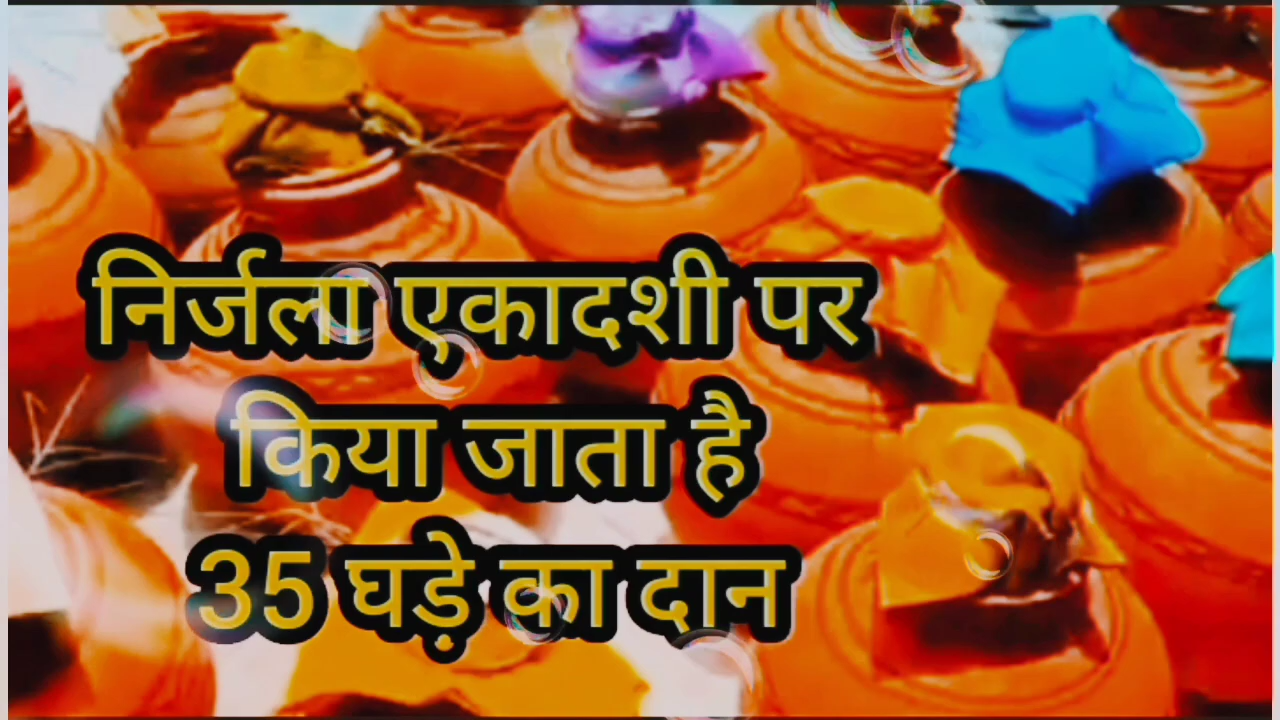 निर्जला एकादशी पर
किया जाता है
35 घड़े का दान